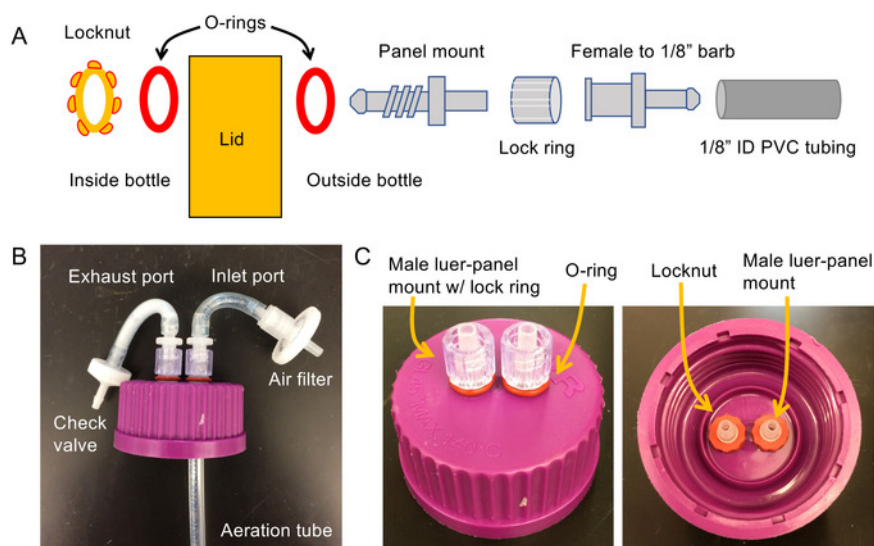 A
Locknut
O-rings
Panel mount
Female to 1/8” barb
Lid
Lock ring
1/8” ID PVC tubing
Inside bottle
Outside bottle
B
Exhaust port
Inlet port
Air filter
Check
valve
Aeration tube
C
Male luer-panel
mount w/ lock ring
O-ring
Locknut
Male luer-panel
mount